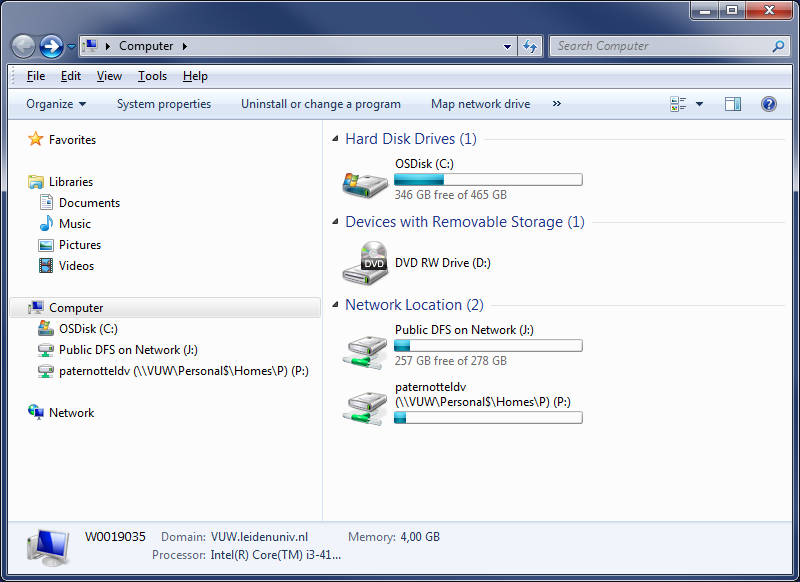 Computer
Search Computer
File Edit View Tools Help
Organize System properties Uninstall or change a program Map network drive »
Favorites
Libraries
Documents
Music
Pictures
Videos
Computer
OSDisk (C:)
Public DFS on Network (J:)
paternotteldv (\\VUW\Personal$\Homes\P) (P:)
Network
Hard Disk Drives (1)
OSDisk (C:)
346 GB free of 465 GB
Devices with Removable Storage (1)
DVD
DVD RW Drive (D:)
Network Location (2)
Public DFS on Network (J:)
257 GB free of 278 GB
paternotteldv
(\\VUW\Personal$\Homes\P) (P:)
W0019035 Domain: VUW.leidenuniv.nl Memory: 4,00 GB
Processor: Intel(R) Core(TM) i3-41...